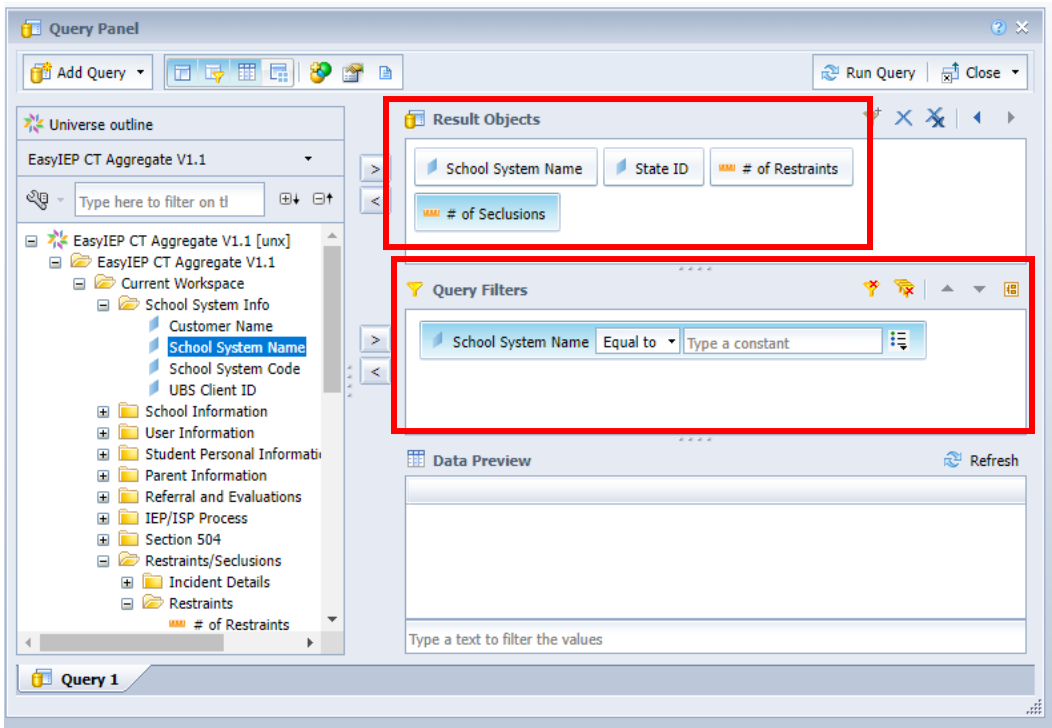 Query Panel
Add Query
Run Query
Close
Universe outline
EasyIEP CT Aggregate V1.1
Type here to filter on tl
EasyIEP CT Aggregate V1.1 [unx]
EasyIEP CT Aggregate V1.1
Current Workspace
School System Info
Customer Name
School System Name
School System Code
UBS Client ID
School Information
User Information
Student Personal Informati
Parent Information
Referral and Evaluations
IEP/ISP Process
Section 504
Restraints/Seclusions
Incident Details
Restraints
# of Restraints
>
<
>
<
Result Objects
School System Name State ID # of Restraints
# of Seclusions
Query Filters
School System Name Equal to Type a constant
Data Preview
Refresh
Type a text to filter the values
Query 1